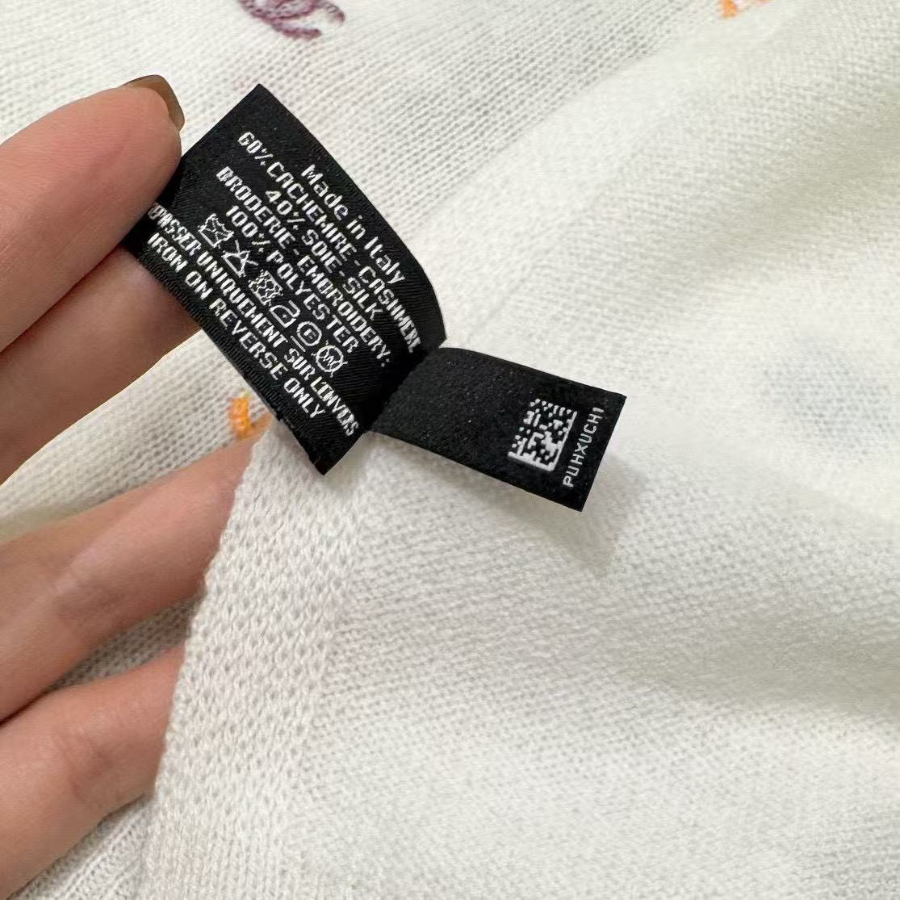 Made in Italy
60% CACHEMIRE - CASHMERE
40% SOIE - SILK
BRODERIE - EMBROIDERY:
100% POLYESTER
REPASSER UNIQUEMENT SUR L'ENVERS
IRON ON REVERSE ONLY
PUHXUCH1